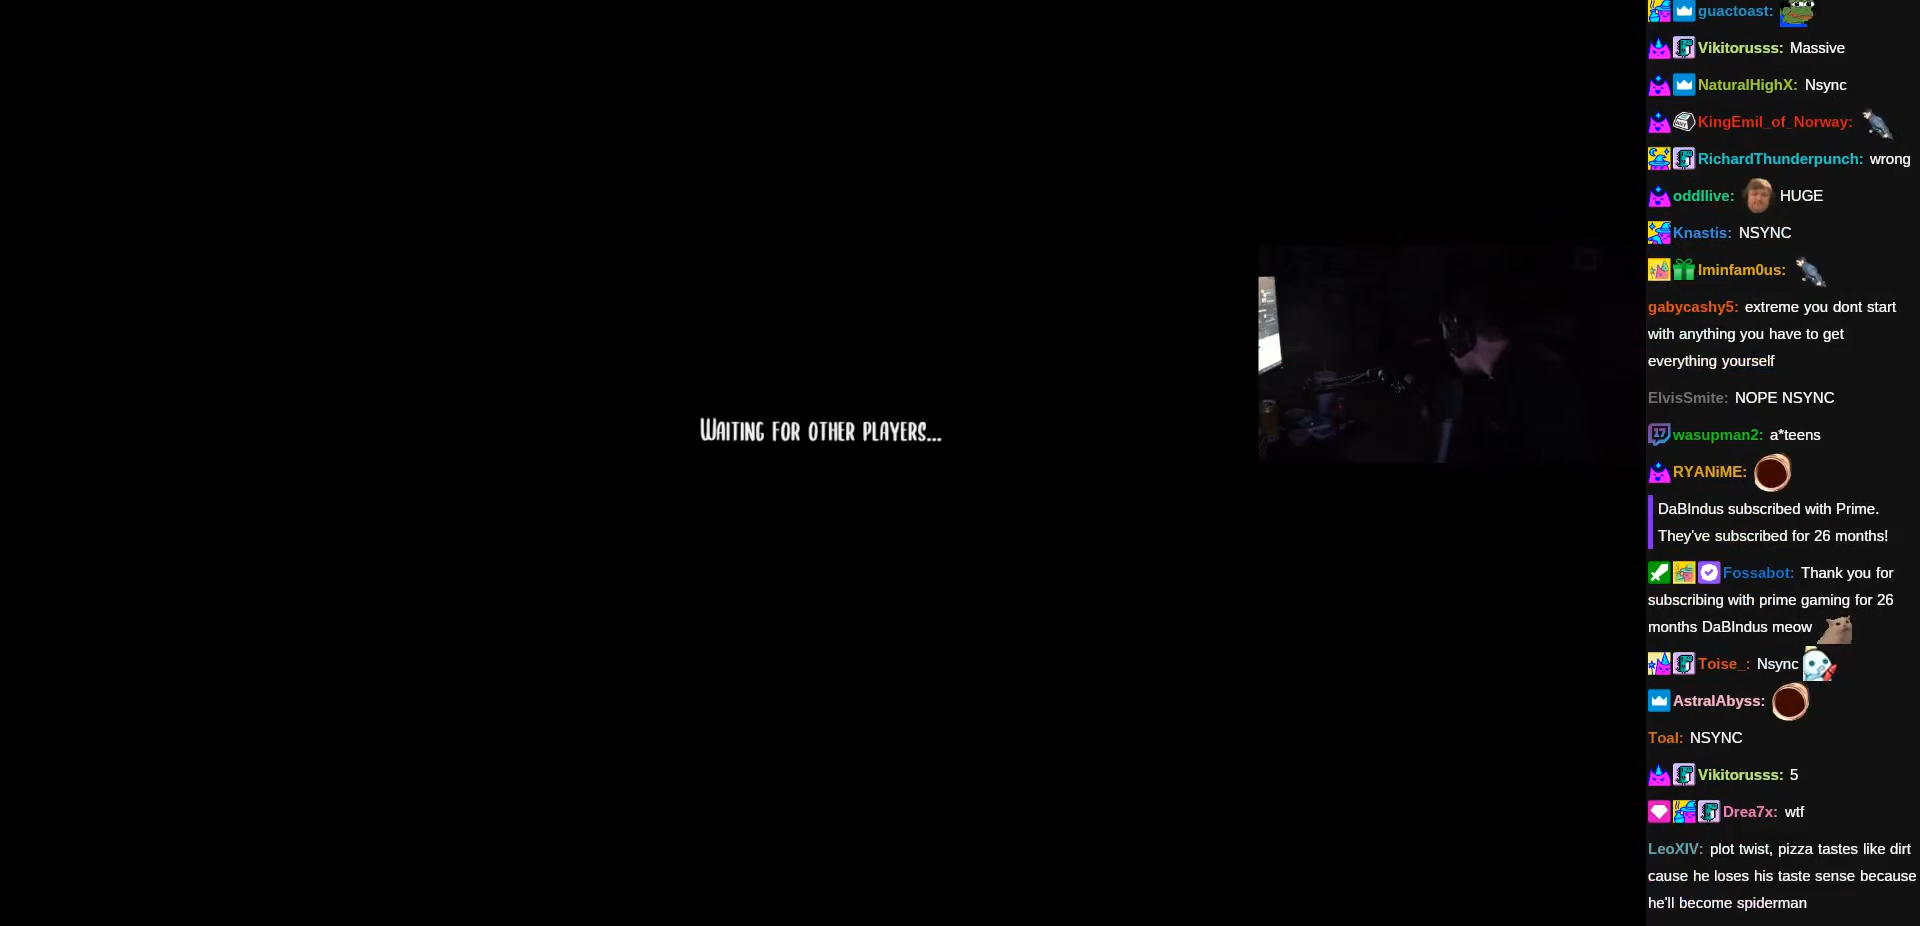 Waiting for other players...
guactoast:
Vikitorusss: Massive
NaturalHighX: Nsync
KingEmil_of_Norway:
RichardThunderpunch: wrong
oddllive: HUGE
Knastis: NSYNC
Iminfam0us:
gabycashy5: extreme you dont start
with anything you have to get
everything yourself
ElvisSmite: NOPE NSYNC
17
wasupman2: a*teens
RYANiME:
DaBIndus subscribed with Prime.
They've subscribed for 26 months!
Fossabot: Thank you for
subscribing with prime gaming for 26
months DaBIndus meow
Toise_: Nsync
AstralAbyss:
Toal: NSYNC
Vikitorusss: 5
Drea7x: wtf
LeoXIV: plot twist, pizza tastes like dirt
cause he loses his taste sense because
he'll become spiderman